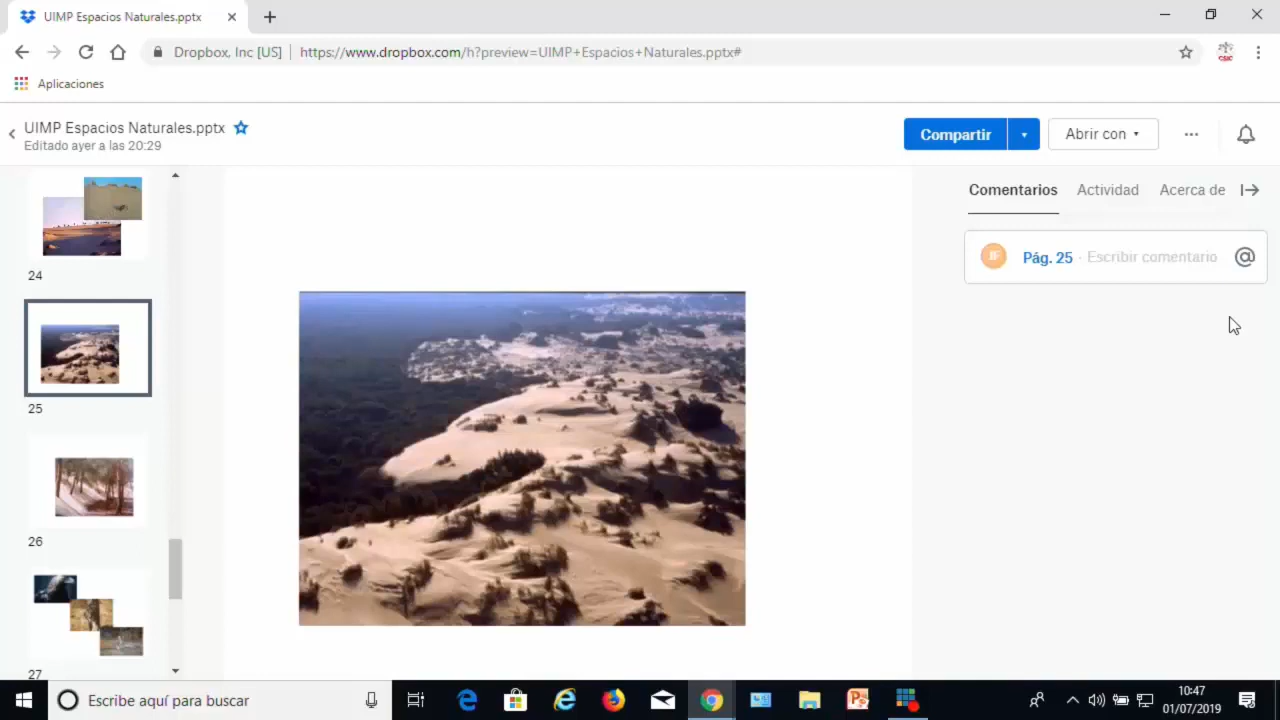 UIMP Espacios Naturales.pptx
Dropbox, Inc [US] | https://www.dropbox.com/h?preview=UIMP+Espacios+Naturales.pptx#
CSIC
Aplicaciones
UIMP Espacios Naturales.pptx
Editado ayer a las 20:29
Compartir
Abrir con
Comentarios Actividad Acerca de
Pág. 25 · Escribir comentario @
24
25
26
27
Escribe aquí para buscar
10:47
01/07/2019